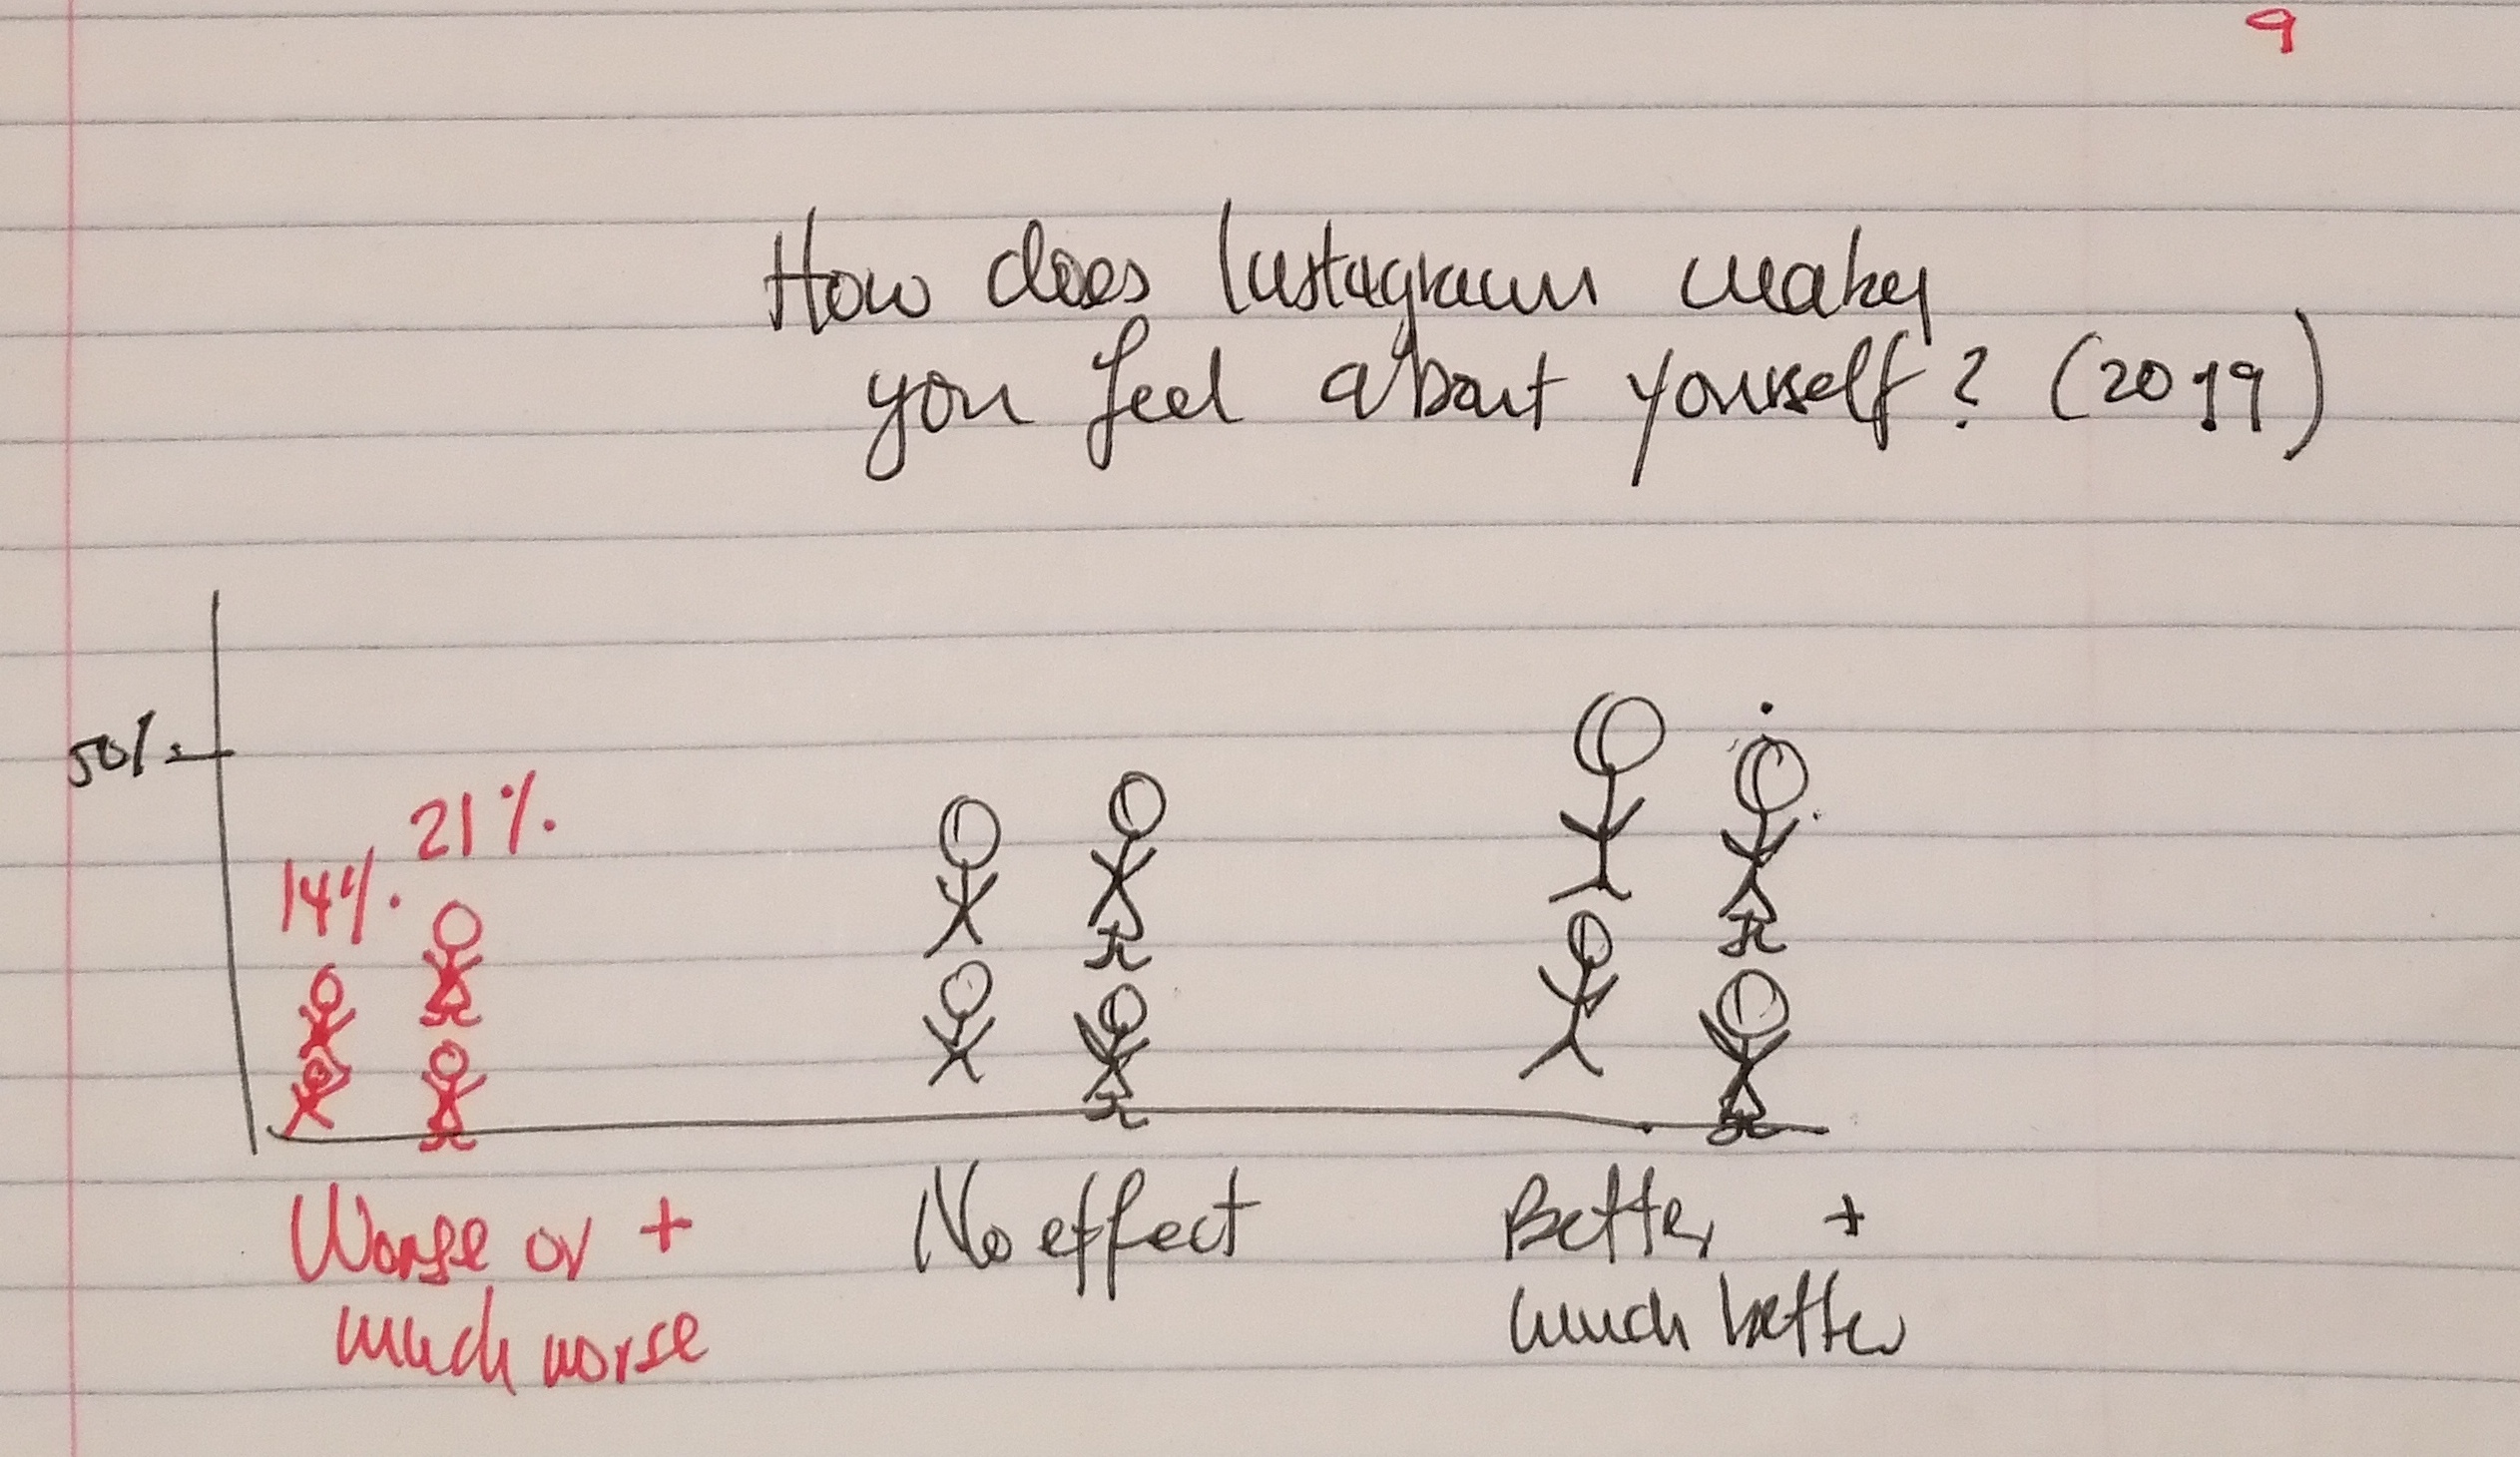 9
How does Instagram makes
you feel about yourself? (2019)
50%
21%.
14%.
Worse or +
much worse
No effect
Better +
much better